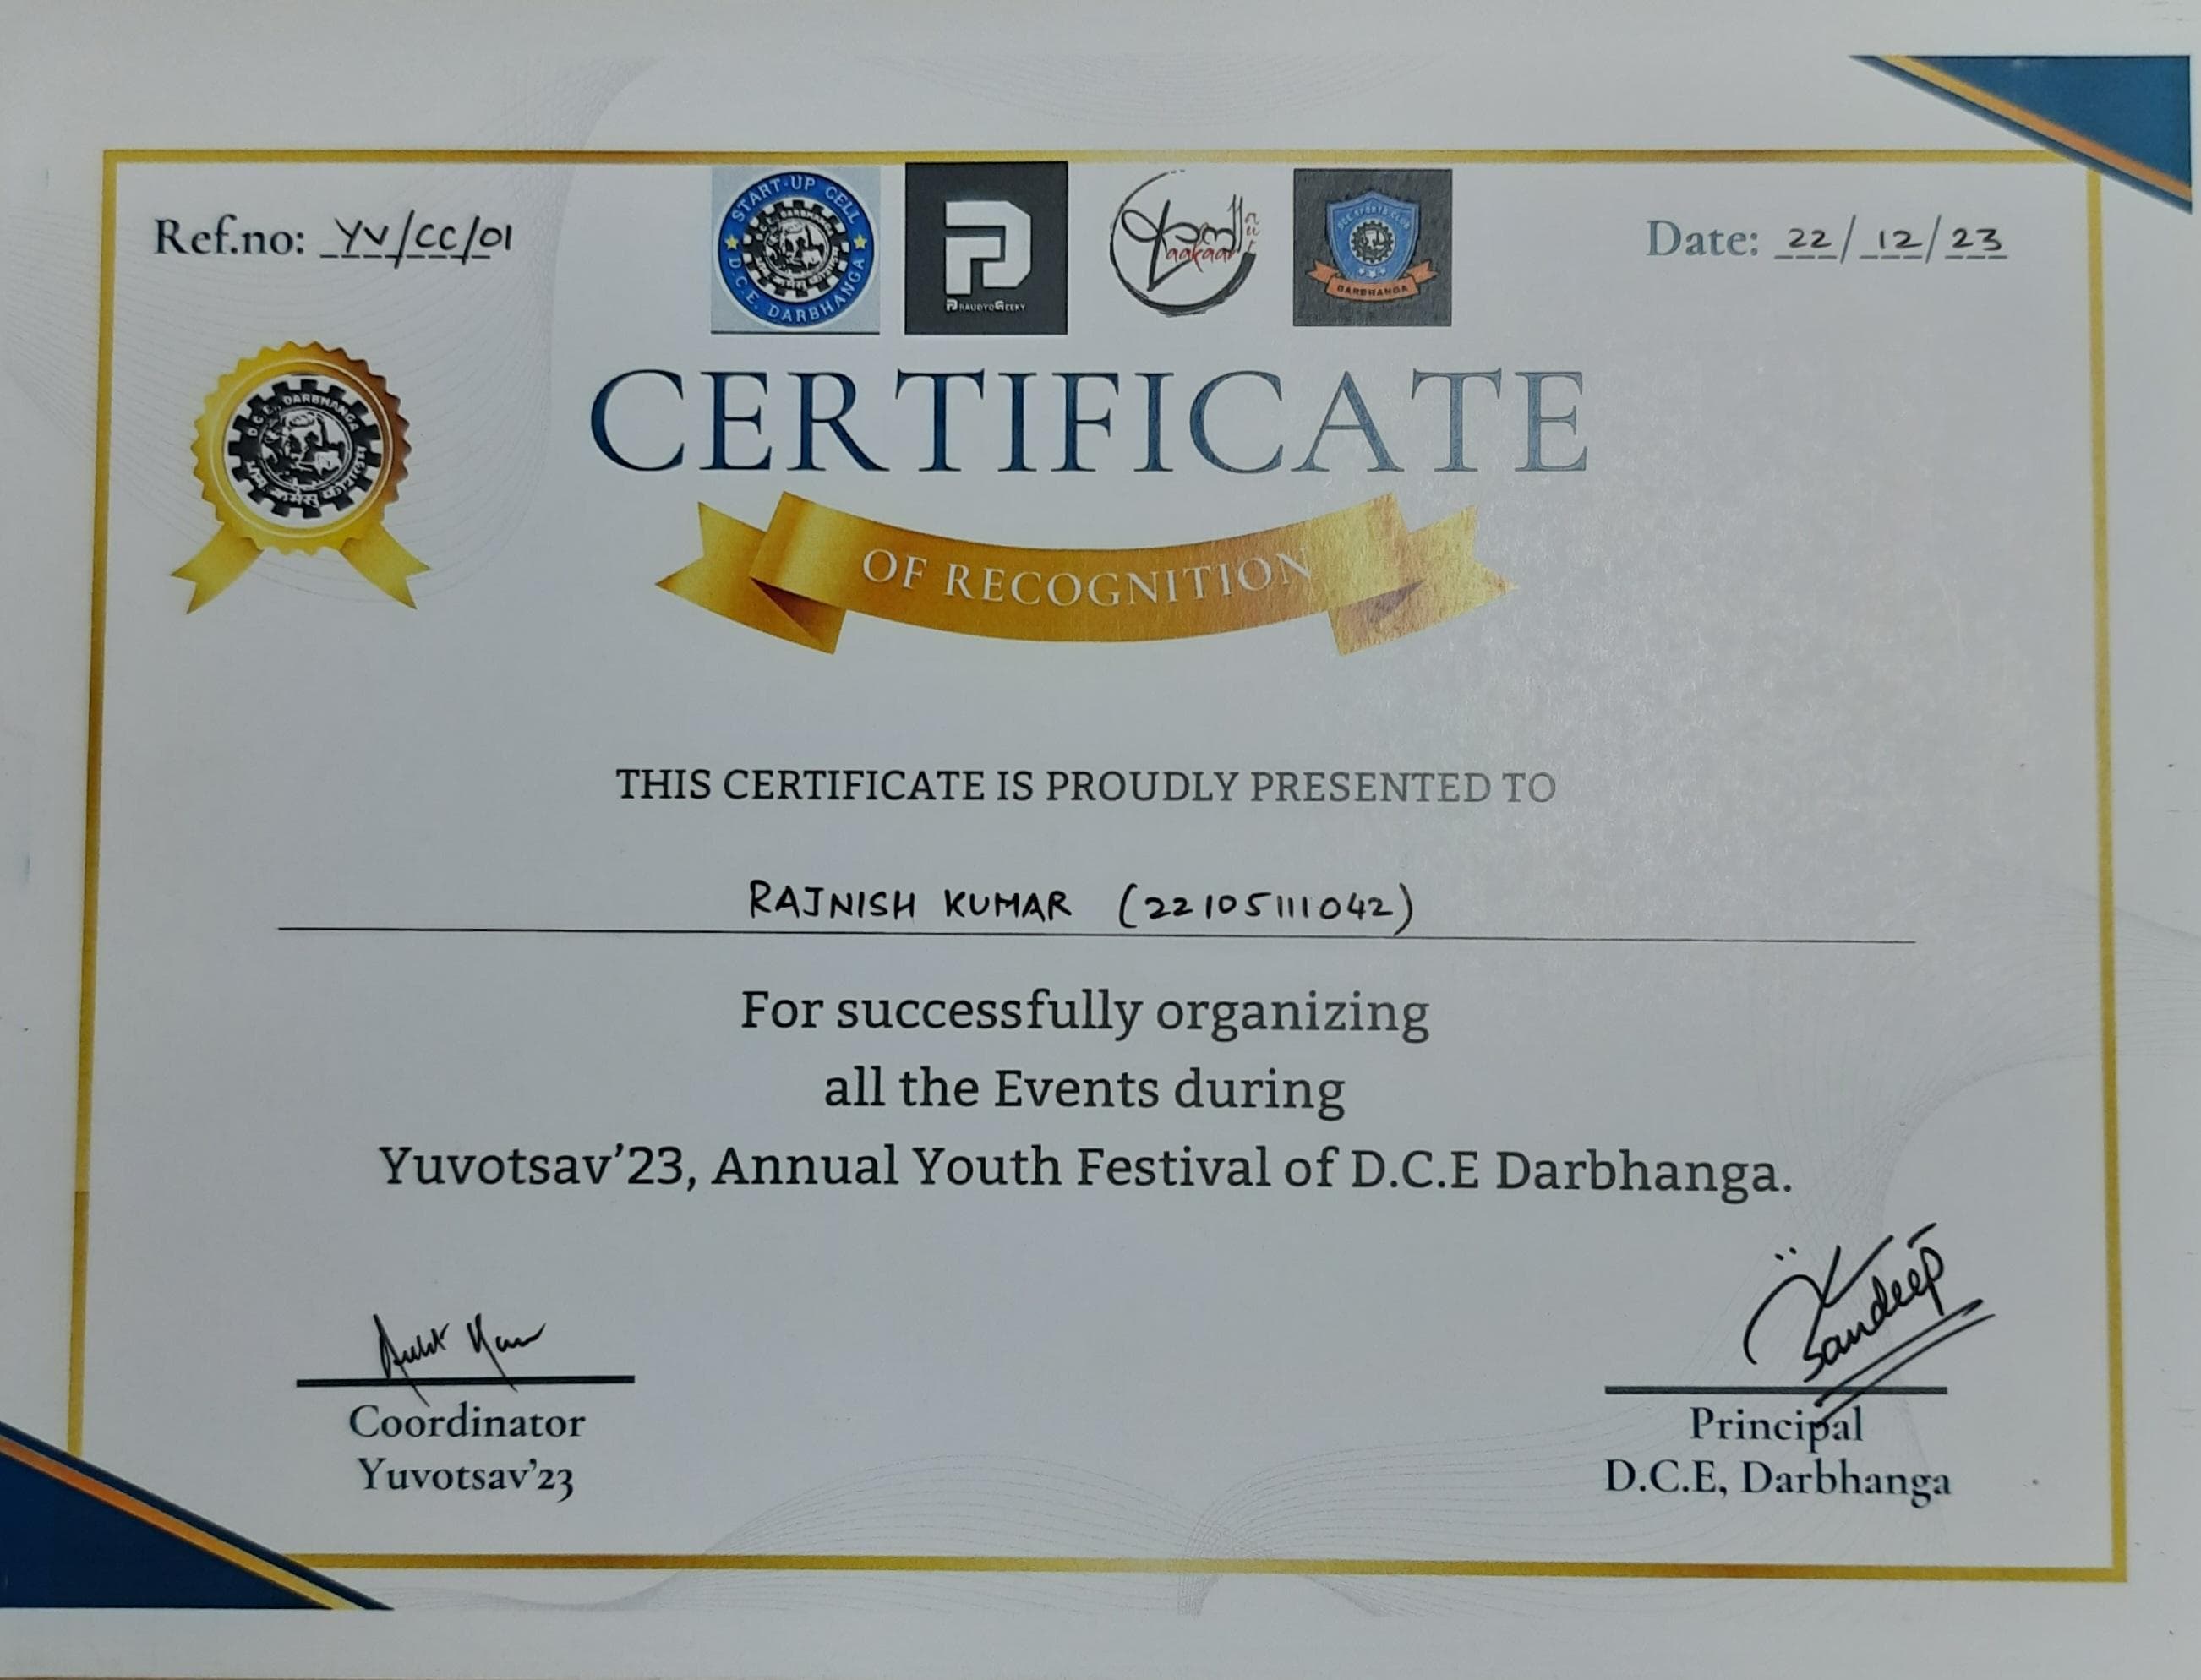 Ref.no: YV/CC/01
START-UP CELL
D.C.E. DARBHANGA
PRAUDYOGEEKY
aakaar
DARBHANGA
Date: 22/12/23
D.C.E., DARBHANGA
CERTIFICATE
OF RECOGNITION
THIS CERTIFICATE IS PROUDLY PRESENTED TO
RAJNISH KUMAR (22105111042)
For successfully organizing
all the Events during
Yuvotsav’23, Annual Youth Festival of D.C.E Darbhanga.
Sandeep
Coordinator
Yuvotsav’23
Principal
D.C.E, Darbhanga